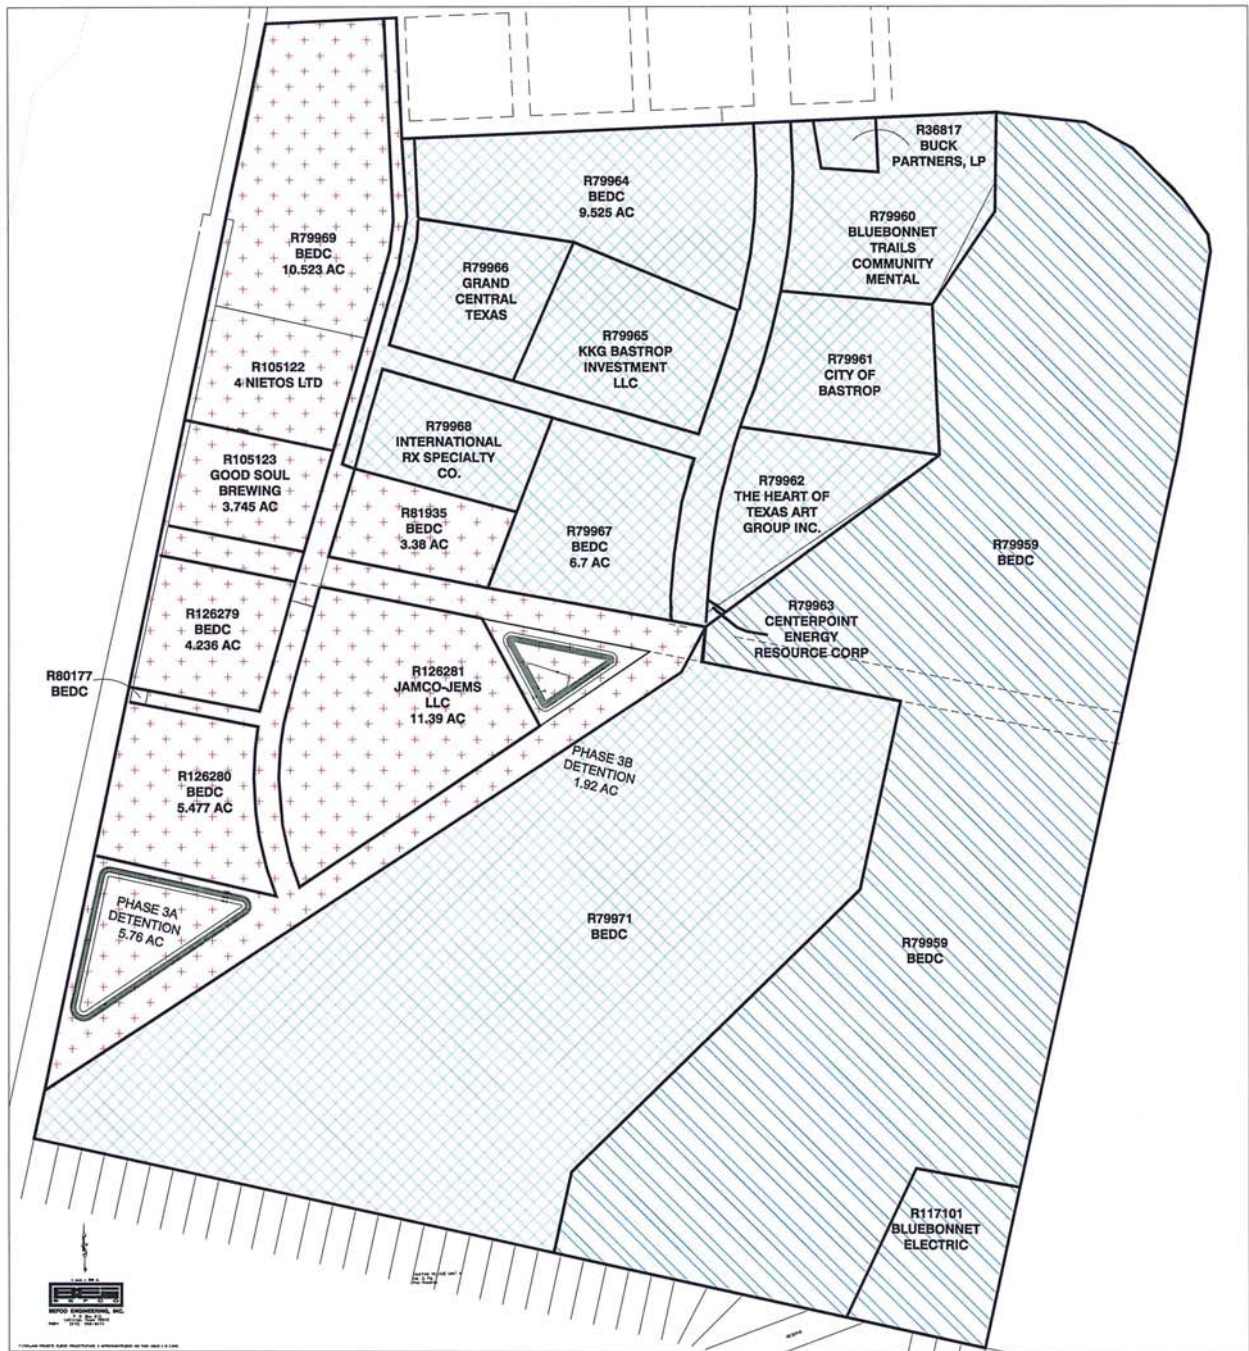 R36817
BUCK
PARTNERS, LP
R79964
BEDC
9.525 AC
R79960
BLUEBONNET
TRAILS
COMMUNITY
MENTAL
R79969
BEDC
10.523 AC
R79966
GRAND
CENTRAL
TEXAS
R79965
KKG BASTROP
INVESTMENT
LLC
R79961
CITY OF
BASTROP
R105122
4 NIETOS LTD
R79968
INTERNATIONAL
RX SPECIALTY
CO.
R105123
GOOD SOUL
BREWING
3.745 AC
R79962
THE HEART OF
TEXAS ART
GROUP INC.
R81935
BEDC
3.38 AC
R79967
BEDC
6.7 AC
R79959
BEDC
R126279
BEDC
4.236 AC
R79963
CENTERPOINT
ENERGY
RESOURCE CORP
R80177
BEDC
R126281
JAMCO-JEMS
LLC
11.39 AC
PHASE 3B
DETENTION
1.92 AC
R126280
BEDC
5.477 AC
PHASE 3A
DETENTION
5.76 AC
R79971
BEDC
R79959
BEDC
R117101
BLUEBONNET
ELECTRIC
BEFCO ENGINEERING, INC.